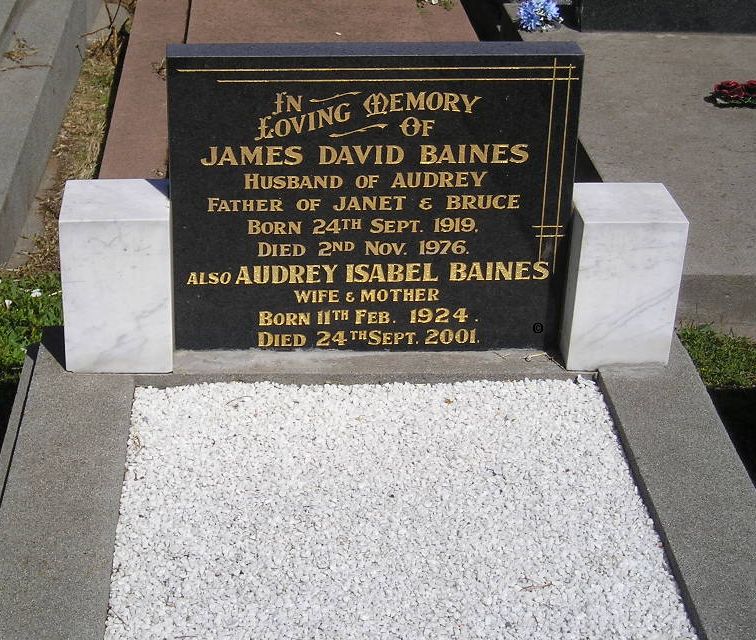 IN MEMORY
LOVING OF
JAMES DAVID BAINES
HUSBAND OF AUDREY
FATHER OF JANET & BRUCE
BORN 24TH SEPT. 1919.
DIED 2ND NOV. 1976.
ALSO AUDREY ISABEL BAINES
WIFE & MOTHER
BORN 11TH FEB. 1924.
DIED 24TH SEPT. 2001.